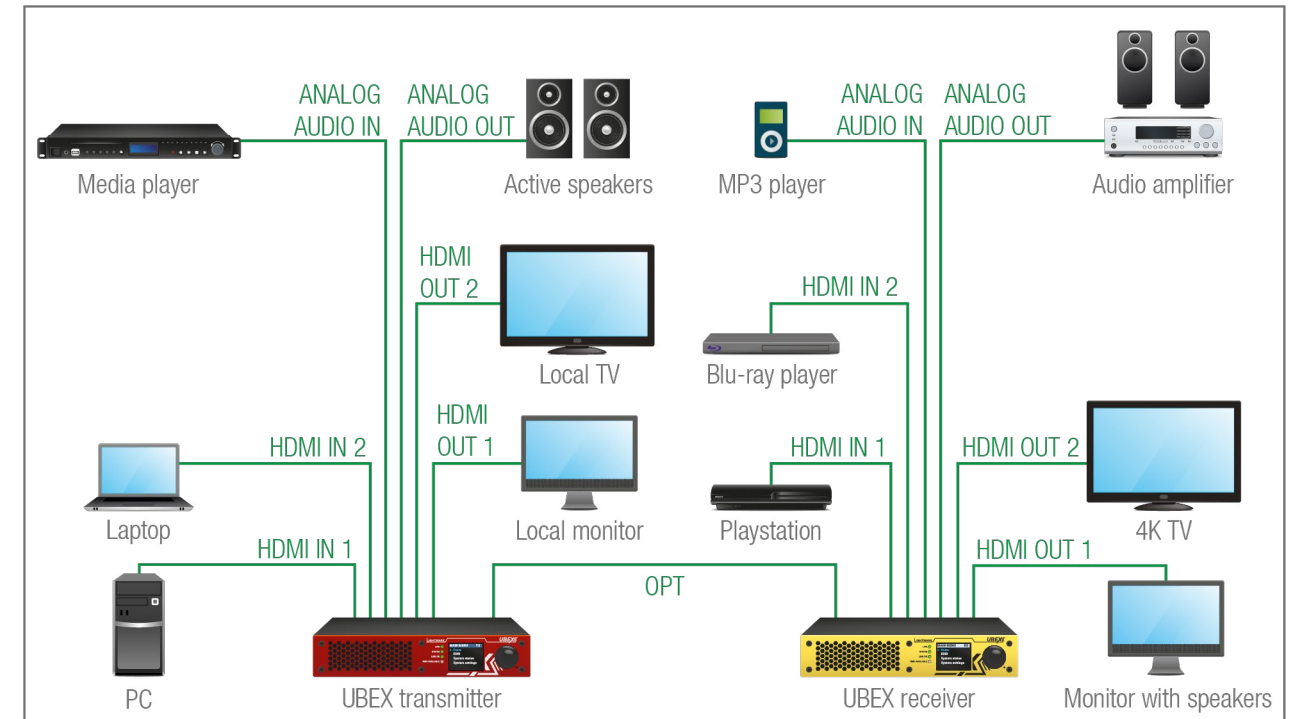 ANALOG
AUDIO IN
ANALOG
AUDIO OUT
ANALOG
AUDIO IN
ANALOG
AUDIO OUT
Media player
Active speakers
MP3 player
Audio amplifier
HDMI
OUT 2
HDMI IN 2
Local TV
Blu-ray player
HDMI
OUT 1
HDMI IN 2
HDMI IN 1
HDMI OUT 2
Laptop
Local monitor
Playstation
4K TV
HDMI IN 1
HDMI OUT 1
OPT
UBEX
UBEX
PC
UBEX transmitter
UBEX receiver
Monitor with speakers